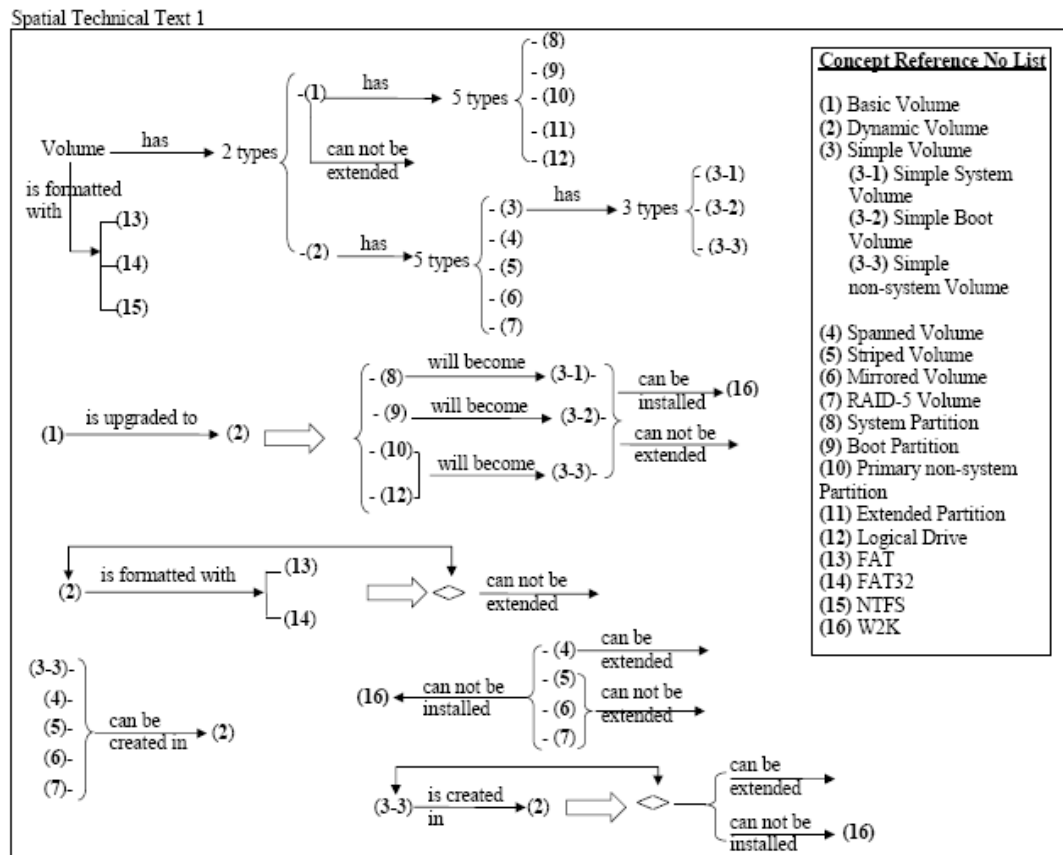 Spatial Technical Text 1
Volume
has
2 types
-(1)
has
5 types
- (8)
- (9)
- (10)
- (11)
- (12)
can not be
extended
is formatted
with
(13)
(14)
(15)
-(2)
has
5 types
- (3)
- (4)
- (5)
- (6)
- (7)
has
3 types
- (3-1)
- (3-2)
- (3-3)
(1)
is upgraded to
(2)
- (8)
will become
(3-1)-
- (9)
will become
(3-2)-
- (10)
- (12)
will become
(3-3)-
can be
installed
(16)
can not be
extended
(2)
is formatted with
(13)
(14)
can not be
extended
(3-3)-
(4)-
(5)-
(6)-
(7)-
can be
created in
(2)
(16)
can not be
installed
- (4)
- (5)
- (6)
- (7)
can be
extended
can not be
extended
(3-3)
is created
in
(2)
can be
extended
can not be
installed
(16)
Concept Reference No List
(1) Basic Volume
(2) Dynamic Volume
(3) Simple Volume
(3-1) Simple System
Volume
(3-2) Simple Boot
Volume
(3-3) Simple
non-system Volume
(4) Spanned Volume
(5) Striped Volume
(6) Mirrored Volume
(7) RAID-5 Volume
(8) System Partition
(9) Boot Partition
(10) Primary non-system
Partition
(11) Extended Partition
(12) Logical Drive
(13) FAT
(14) FAT32
(15) NTFS
(16) W2K